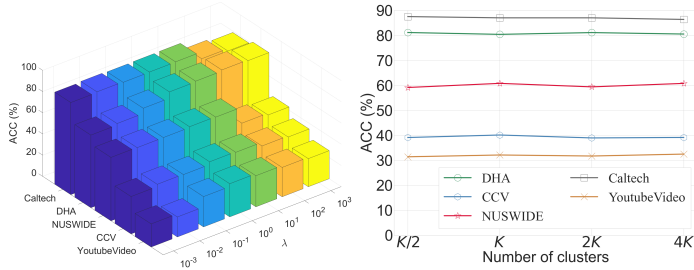 100
80
60
40
20
0
ACC (%)
Caltech
DHA
NUSWIDE
CCV
YoutubeVideo
10^-3
10^-2
10^-1
10^0
10^1
10^2
10^3
λ
90
80
70
60
50
40
30
20
10
0
ACC (%)
DHA
CCV
NUSWIDE
Caltech
YoutubeVideo
K/2 K 2K 4K
Number of clusters